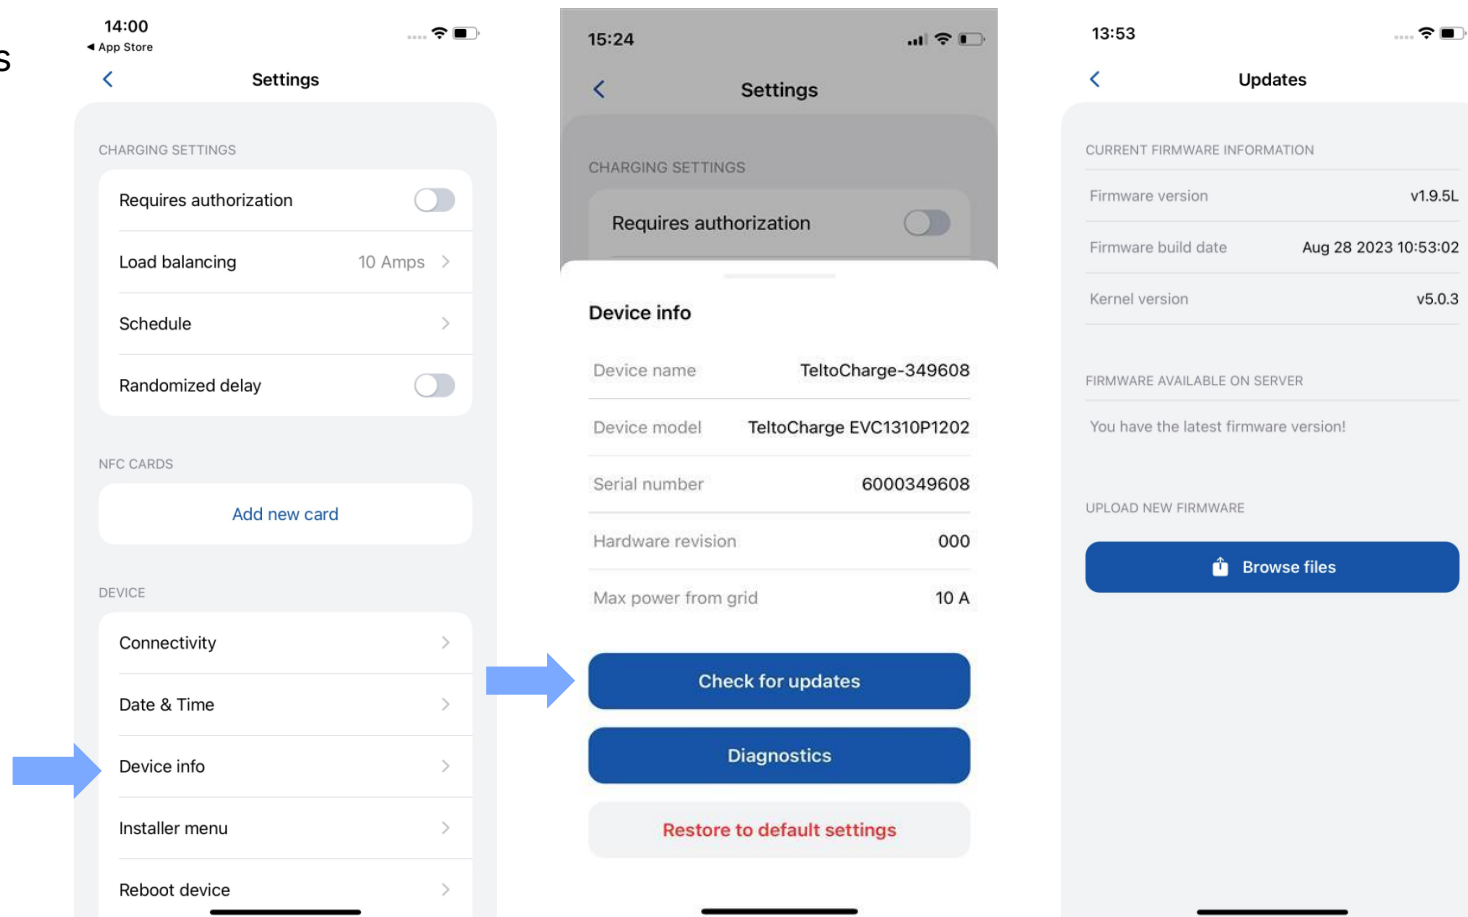 s
14:00
App Store
Settings
CHARGING SETTINGS
Requires authorization
Load balancing 10 Amps
Schedule
Randomized delay
NFC CARDS
Add new card
DEVICE
Connectivity
Date & Time
Device info
Installer menu
Reboot device
15:24
Settings
CHARGING SETTINGS
Requires authorization
Device info
Device name TeltoCharge-349608
Device model TeltoCharge EVC1310P1202
Serial number 6000349608
Hardware revision 000
Max power from grid 10 A
Check for updates
Diagnostics
Restore to default settings
13:53
Updates
CURRENT FIRMWARE INFORMATION
Firmware version v1.9.5L
Firmware build date Aug 28 2023 10:53:02
Kernel version v5.0.3
FIRMWARE AVAILABLE ON SERVER
You have the latest firmware version!
UPLOAD NEW FIRMWARE
Browse files